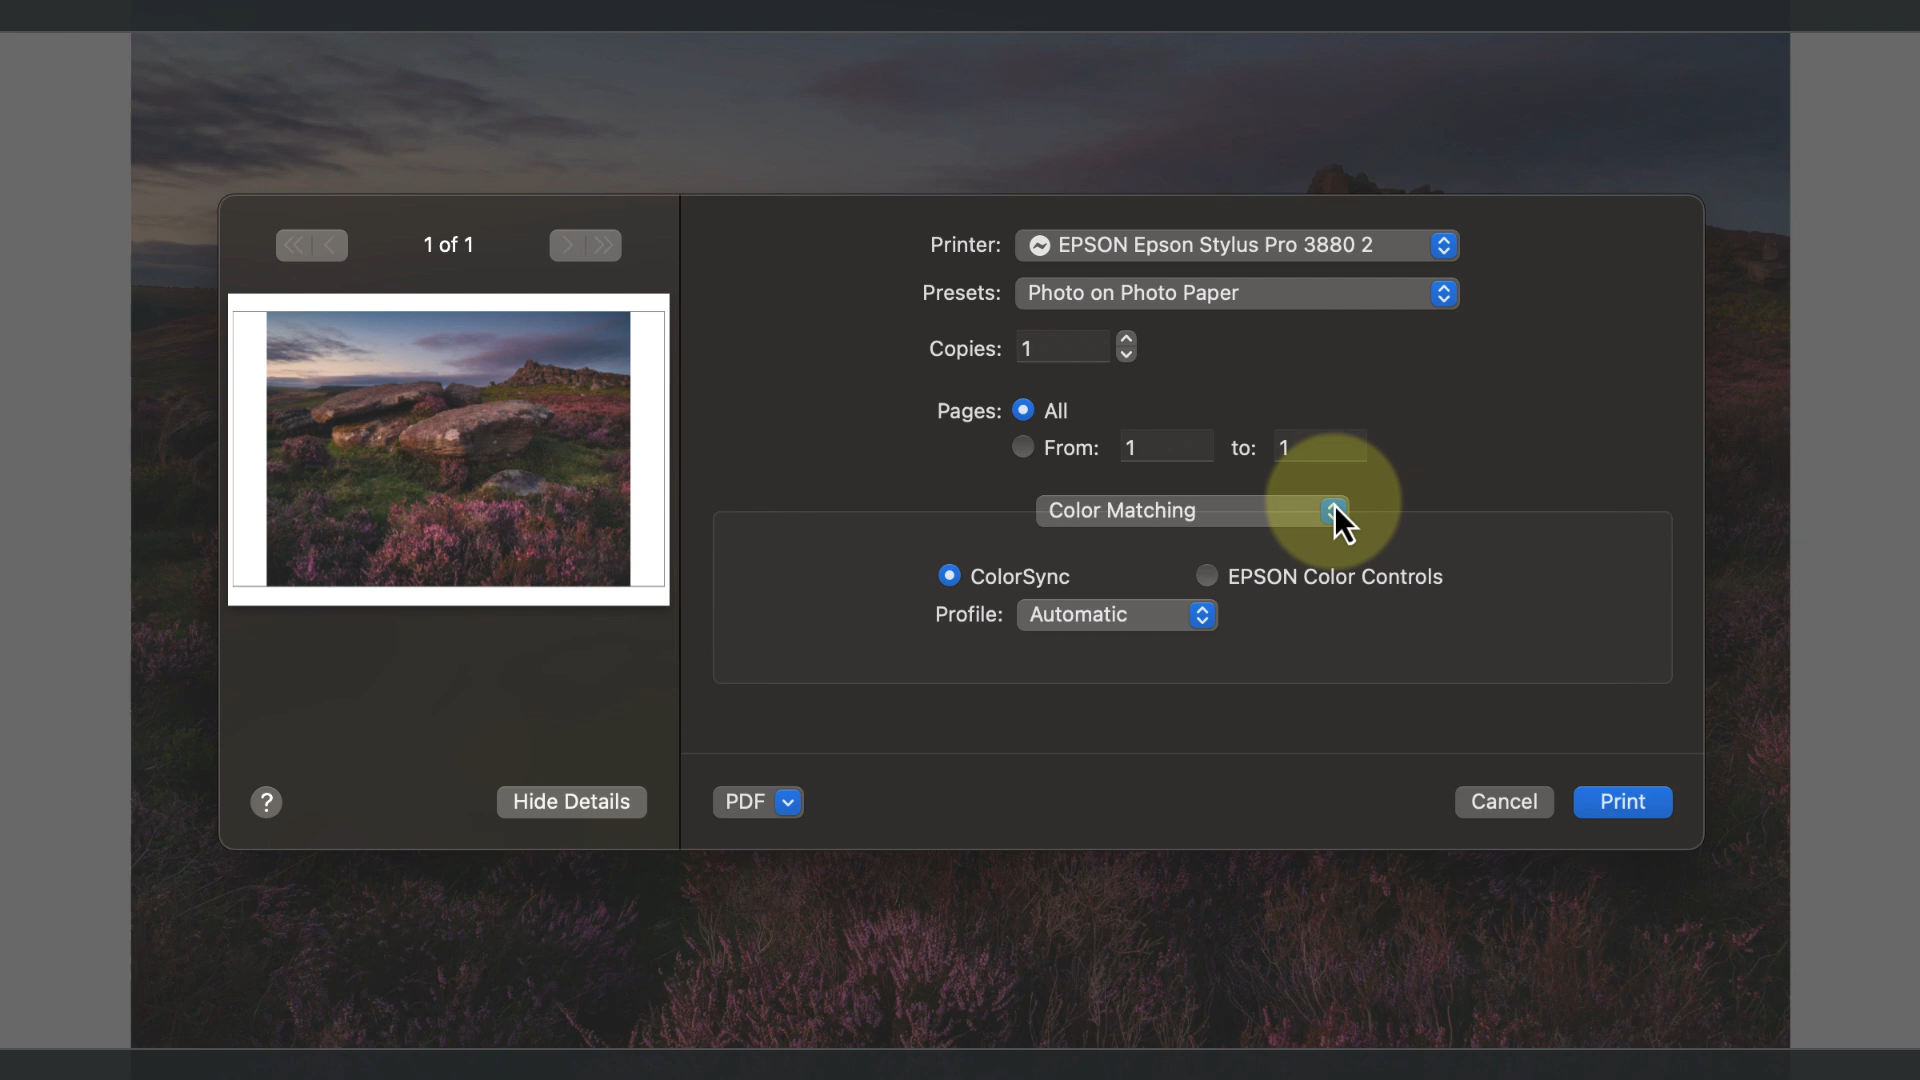 1 of 1
Printer: EPSON Epson Stylus Pro 3880 2
Presets: Photo on Photo Paper
Copies: 1
Pages: All
From: 1 to: 1
Color Matching
ColorSync EPSON Color Controls
Profile: Automatic
? Hide Details PDF Cancel Print